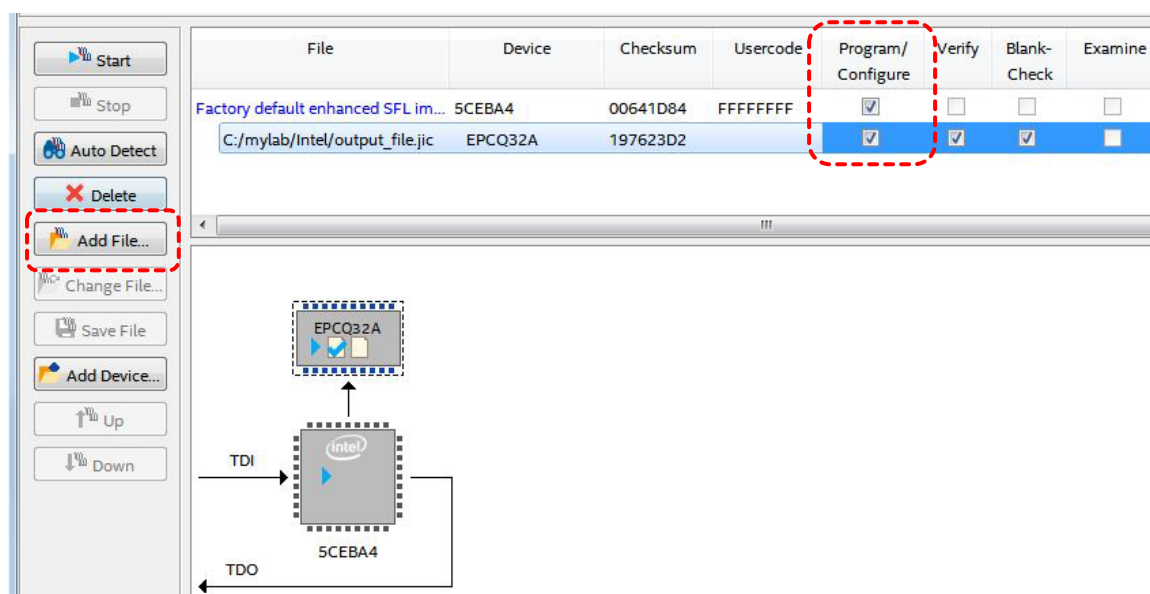 Start
Stop
Auto Detect
Delete
Add File...
Change File...
Save File
Add Device...
Up
Down
File Device Checksum Usercode Program/ Configure Verify Blank- Check Examine
Factory default enhanced SFL im... 5CEBA4 00641D84 FFFFFFFF
C:/mylab/Intel/output_file.jic EPCQ32A 197623D2
EPCQ32A
intel
TDI
5CEBA4
TDO